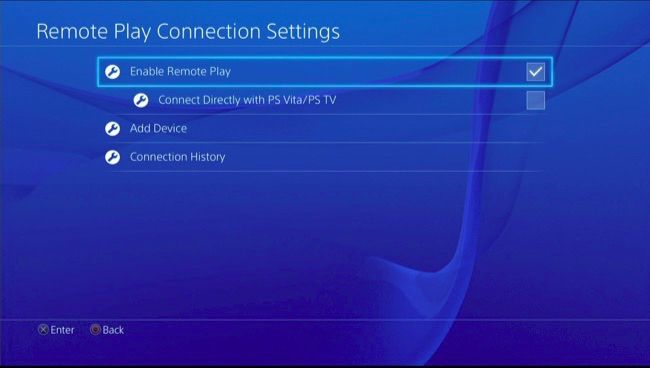 Remote Play Connection Settings
Enable Remote Play
Connect Directly with PS Vita/PS TV
Add Device
Connection History
Enter Back